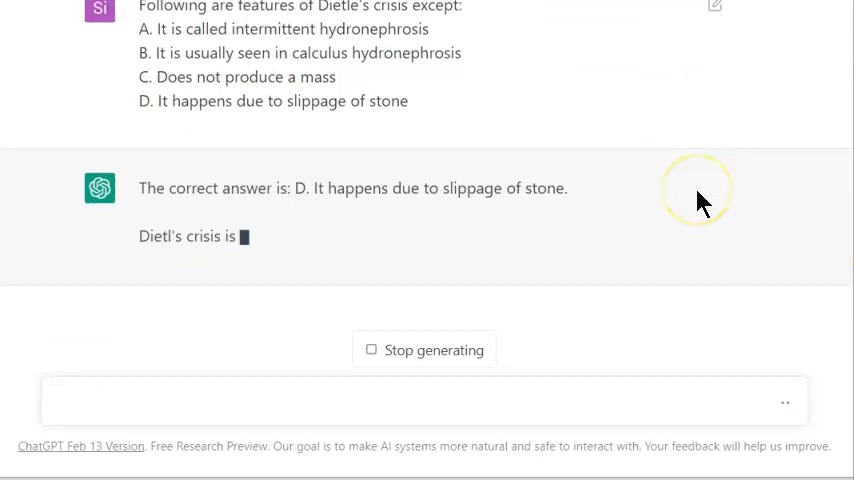 Si
Following are features of Dietle's crisis except:
A. It is called intermittent hydronephrosis
B. It is usually seen in calculus hydronephrosis
C. Does not produce a mass
D. It happens due to slippage of stone
The correct answer is: D. It happens due to slippage of stone.
Dietl's crisis is
Stop generating
ChatGPT Feb 13 Version. Free Research Preview. Our goal is to make AI systems more natural and safe to interact with. Your feedback will help us improve.